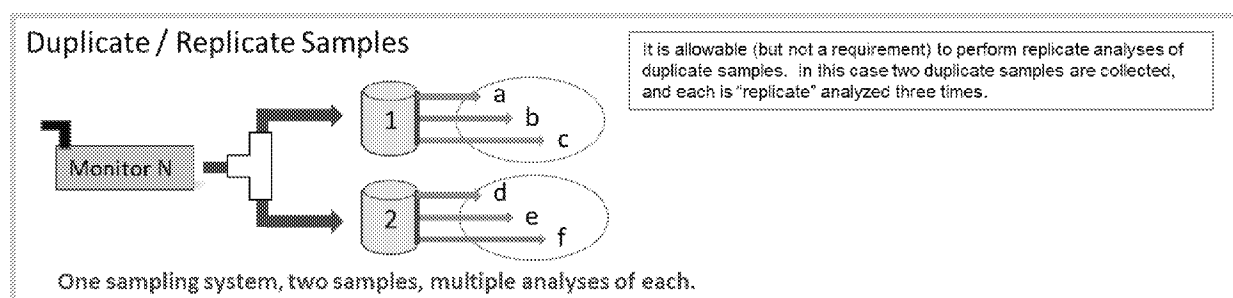 Duplicate / Replicate Samples
It is allowable (but not a requirement) to perform replicate analyses of
duplicate samples. In this case two duplicate samples are collected,
and each is "replicate" analyzed three times.
Monitor N
1
a
b
c
2
d
e
f
One sampling system, two samples, multiple analyses of each.